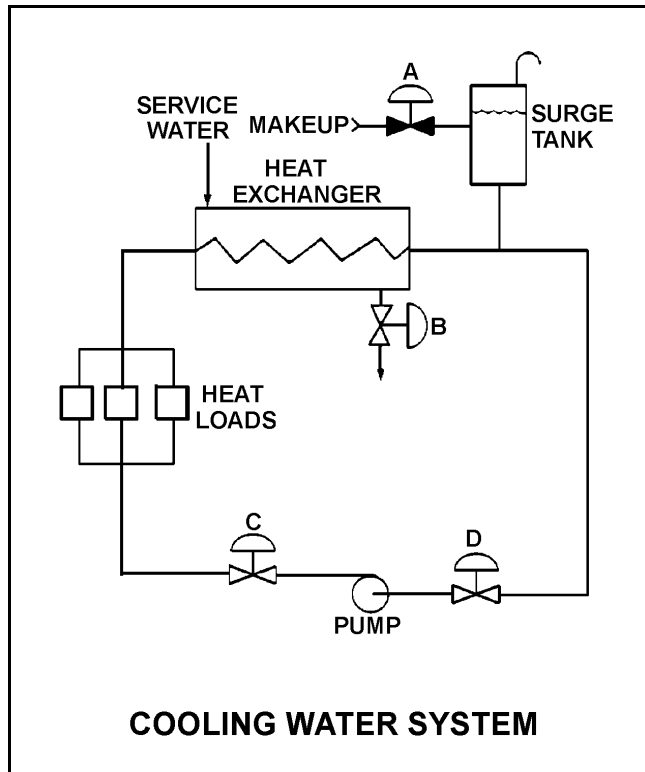 A
SERVICE
WATER
MAKEUP
SURGE
TANK
HEAT
EXCHANGER
B
HEAT
LOADS
C
D
PUMP
COOLING WATER SYSTEM